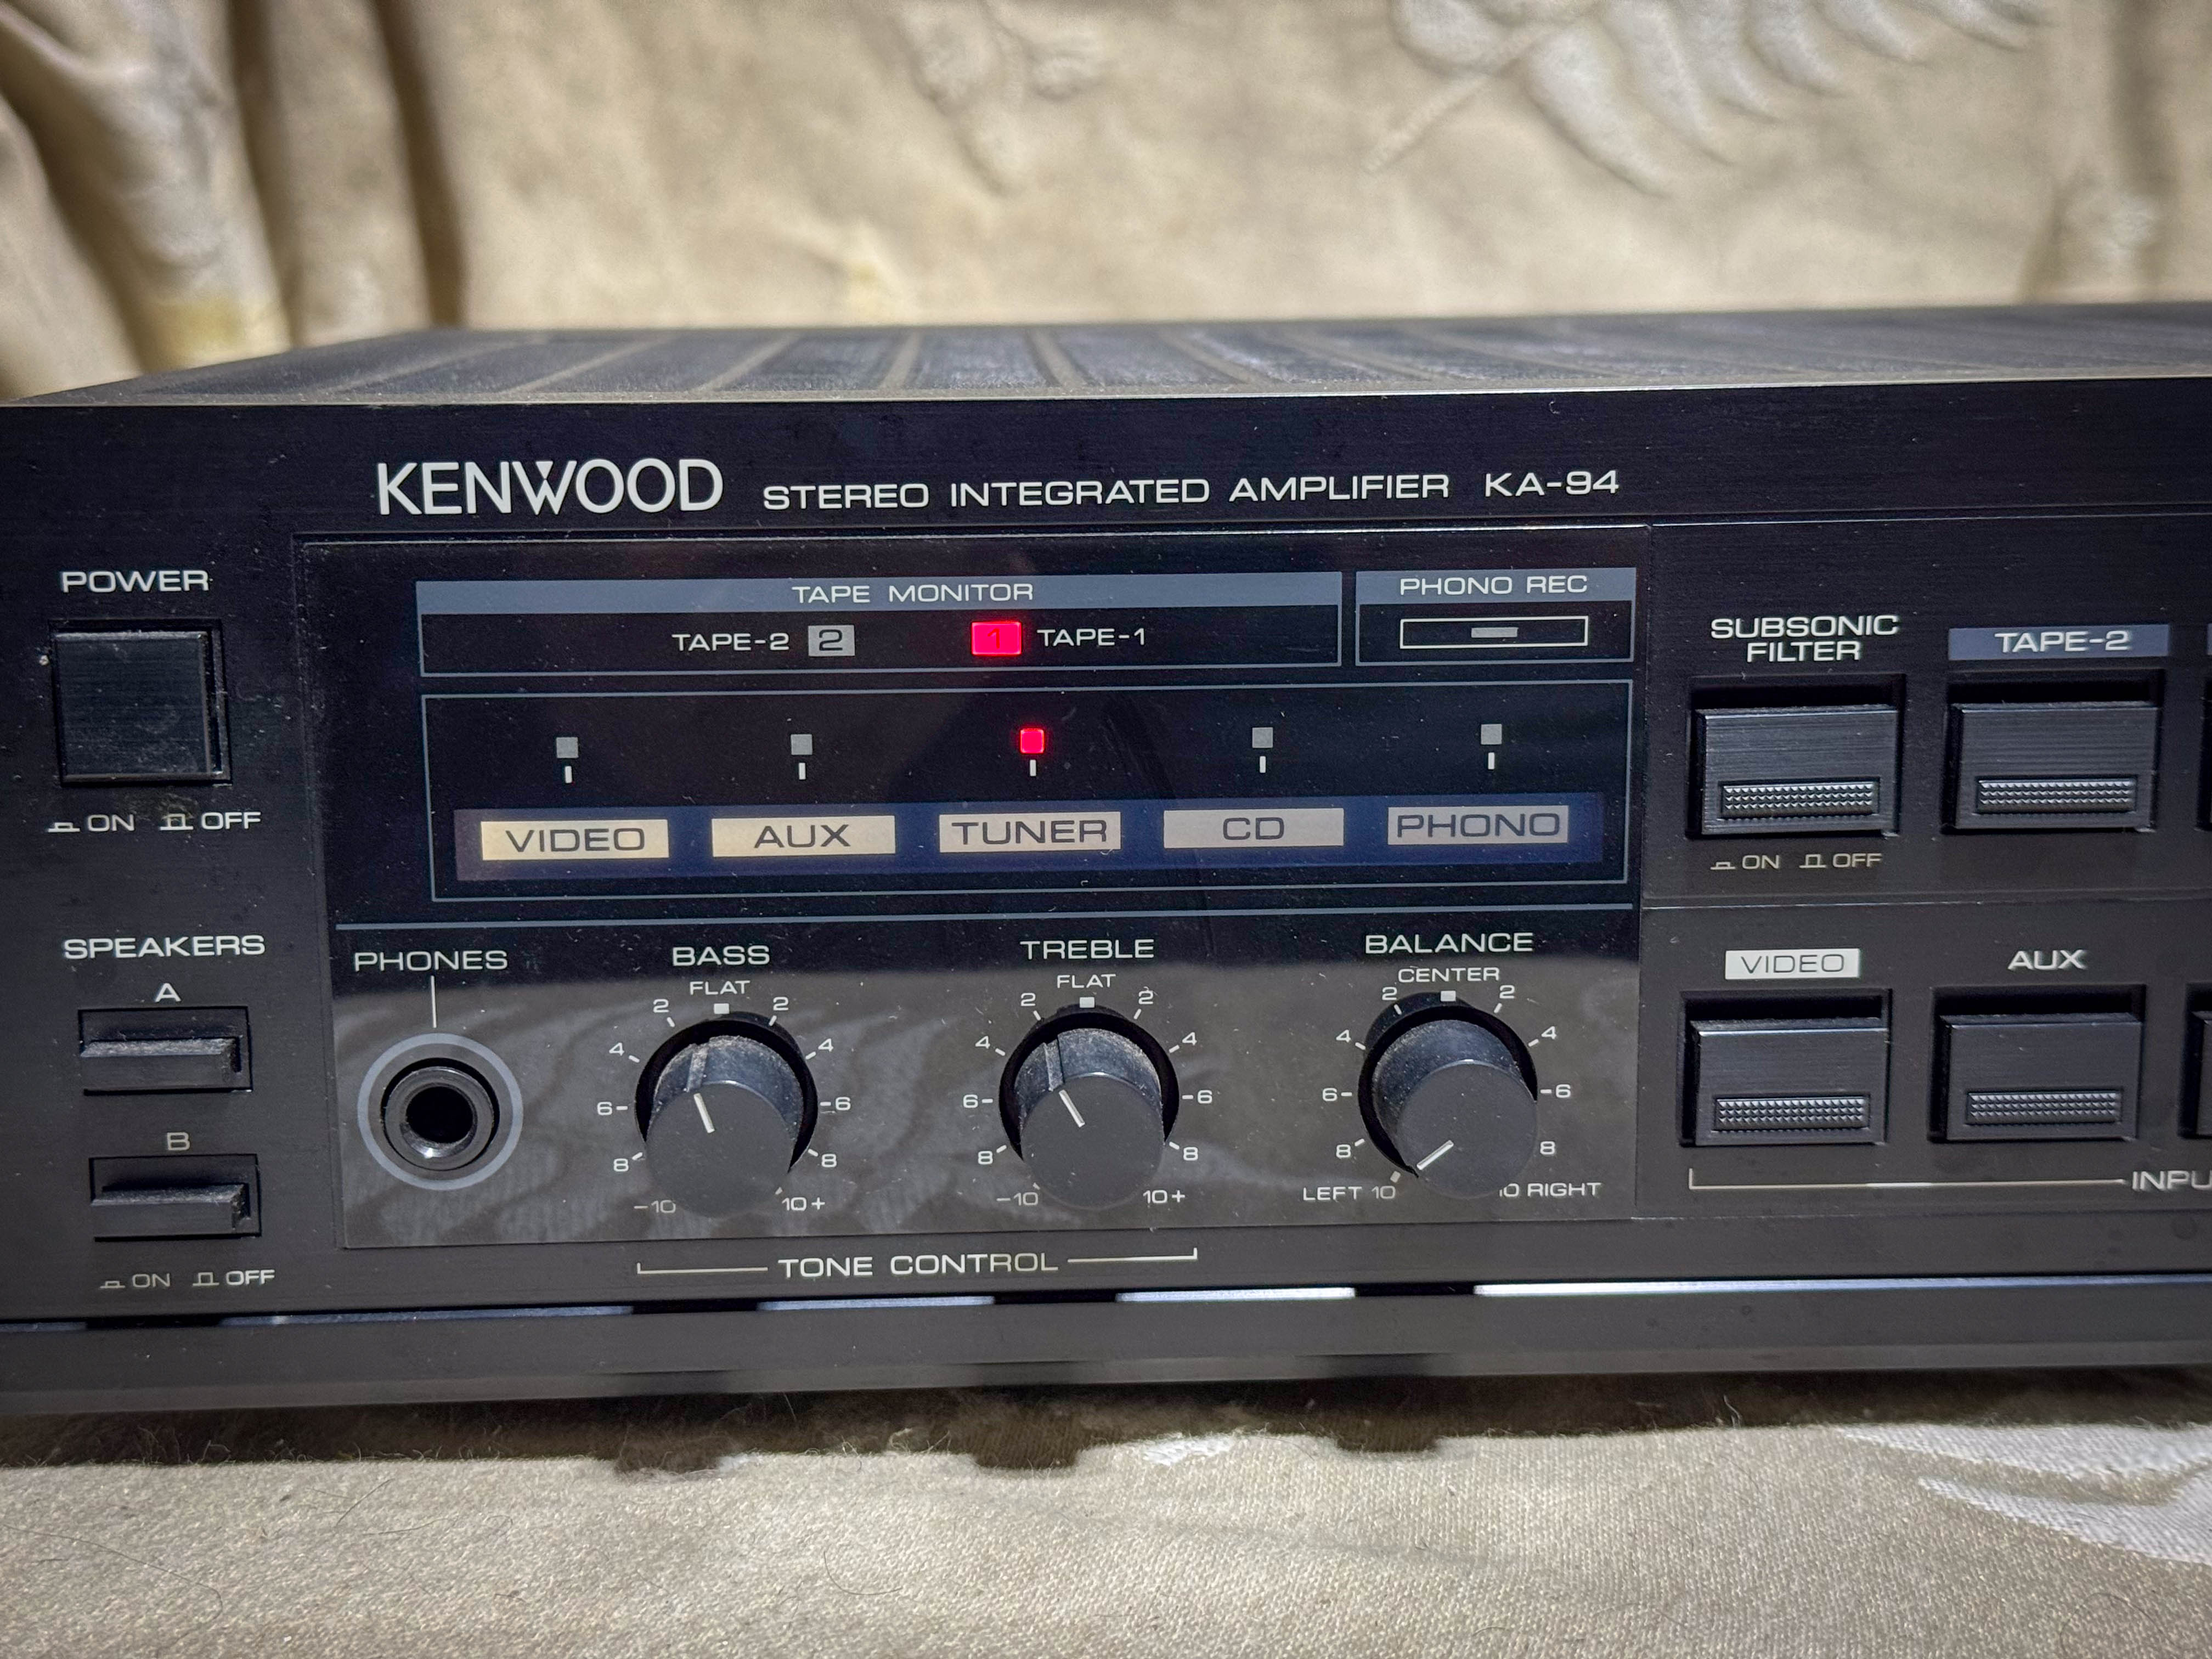 KENWOOD STEREO INTEGRATED AMPLIFIER KA-94
POWER
ON OFF
SPEAKERS
A
B
ON OFF
TAPE MONITOR
TAPE-2 2 1 TAPE-1
PHONO REC
VIDEO AUX TUNER CD PHONO
PHONES
BASS
FLAT
2 2
4 4
6 6
8 8
-10 10+
TREBLE
FLAT
2 2
4 4
6 6
8 8
-10 10+
TONE CONTROL
BALANCE
CENTER
2 2
4 4
6 6
8 8
LEFT 10 10 RIGHT
SUBSONIC
FILTER
ON OFF
TAPE-2
VIDEO AUX